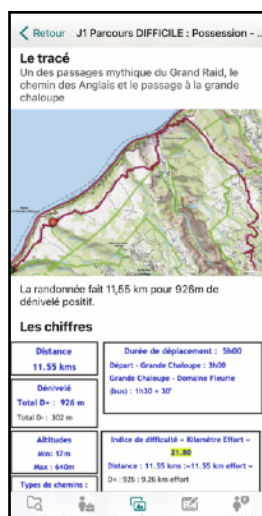 Retour J1 Parcours DIFFICILE : Possession - ...
Le tracé
Un des passages mythique du Grand Raid, le
chemin des Anglais et le passage à la grande
chaloupe
La randonnée fait 11,55 km pour 926m de
dénivelé positif.
Les chiffres
Distance
11.55 kms
Dénivelé
Total D+ : 926 m
Total D- : 302 m
Altitudes
Min: 17m
Max : 640m
Types de chemins :
Durée de déplacement : 5h00
Départ - Grande Chaloupe : 3h00
Grande Chaloupe - Domaine Fleurie
(bus) : 1h30 + 30'
Indice de difficulté - Kilomètre Effort =
21.80
Distance : 11.55 kms :=11.55 km effort -
D+ : 926 : 9.26 km effort